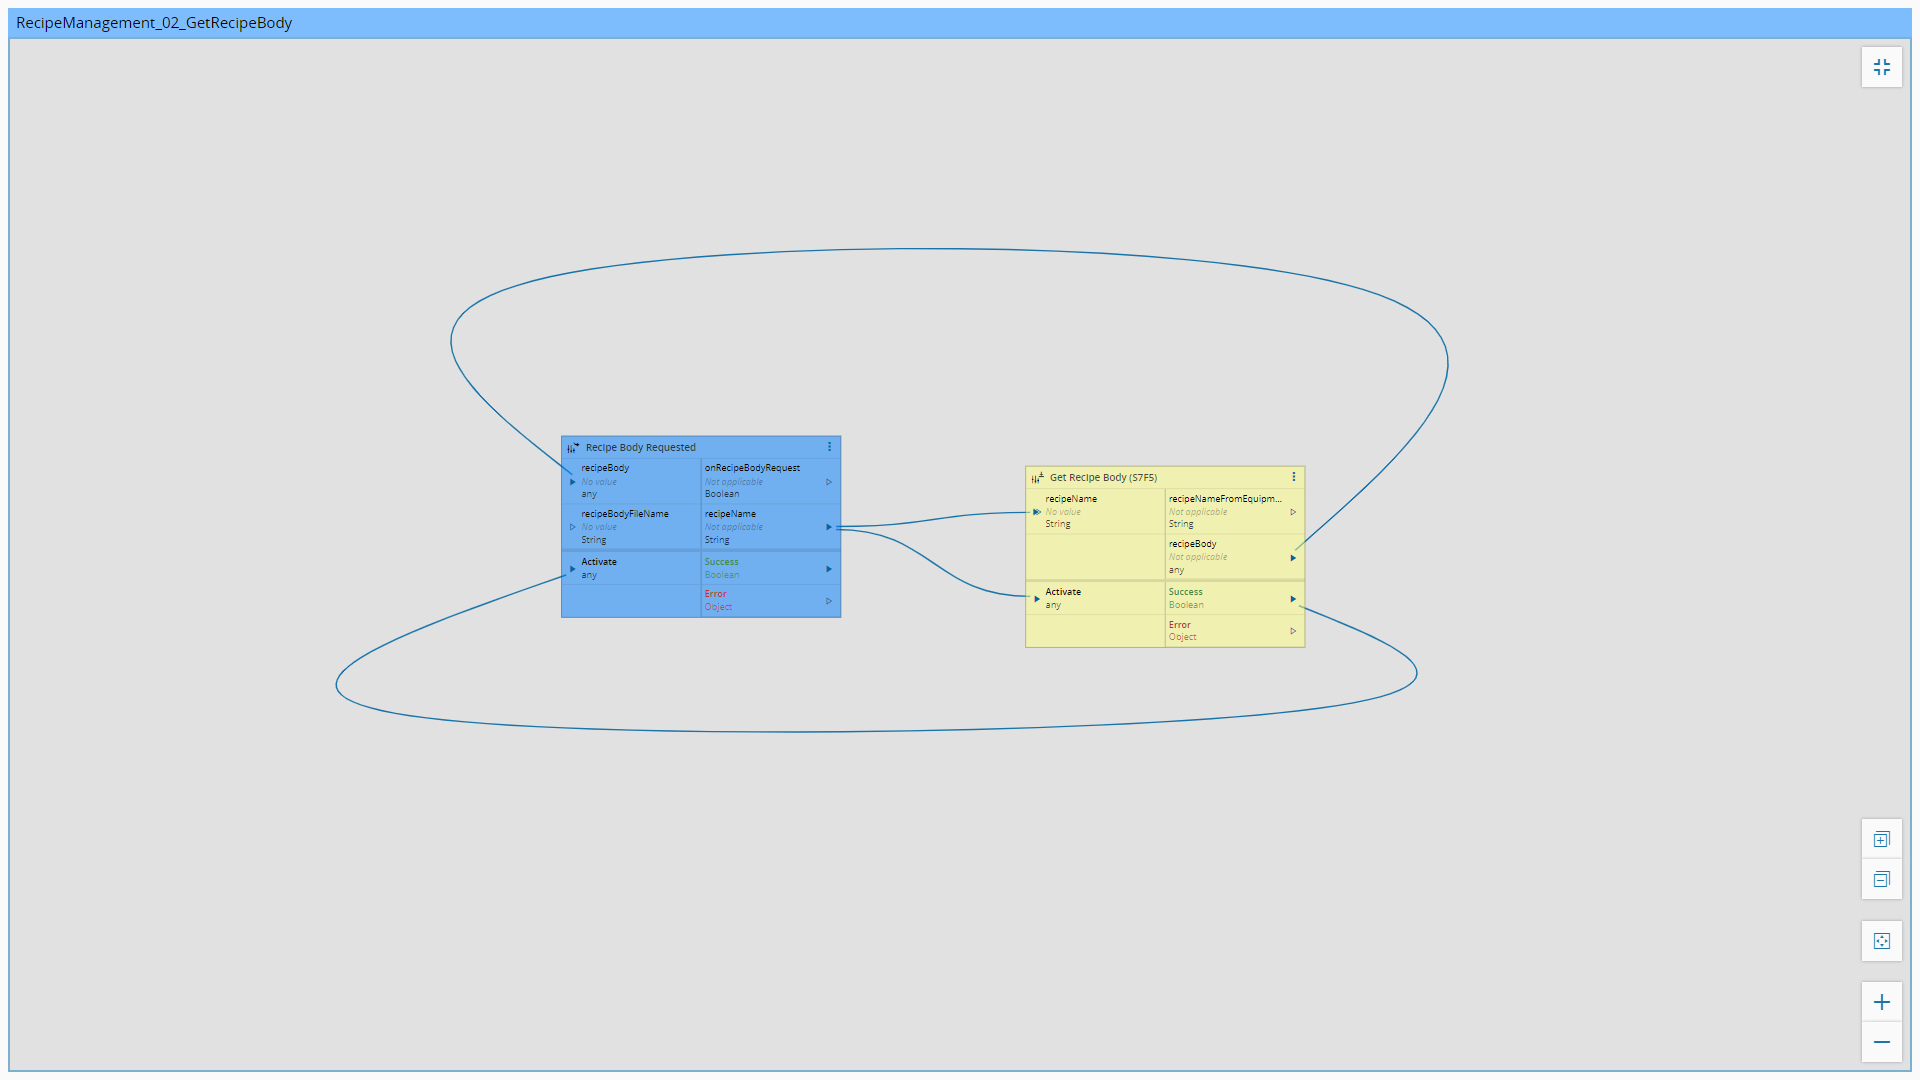 RecipeManagement_02_GetRecipeBody
Recipe Body Requested
recipeBody
No value
any
onRecipeBodyRequest
Not applicable
Boolean
recipeBodyFileName
No value
String
recipeName
Not applicable
String
Activate
any
Success
Boolean
Error
Object
Get Recipe Body (S7F5)
recipeName
No value
String
recipeNameFromEquipm...
Not applicable
String
recipeBody
Not applicable
any
Activate
any
Success
Boolean
Error
Object